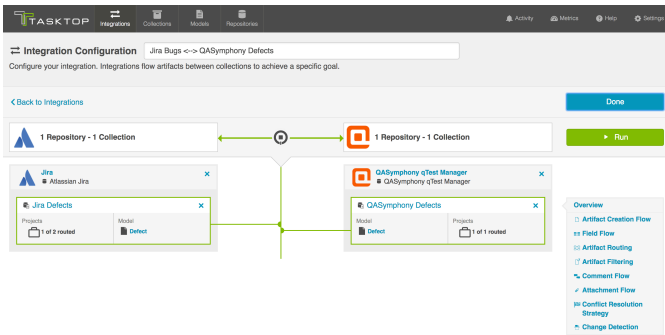 TASKTOP
Integrations
Collections
Models
Repositories
Activity
Metrics
Help
Settings
Integration Configuration
Jira Bugs <--> QASymphony Defects
Configure your integration. Integrations flow artifacts between collections to achieve a specific goal.
Back to Integrations
Done
1 Repository - 1 Collection
1 Repository - 1 Collection
Run
Jira
Atlassian Jira
QASymphony qTest Manager
QASymphony qTest Manager
Jira Defects
Projects
1 of 2 routed
Model
Defect
QASymphony Defects
Model
Defect
Projects
1 of 1 routed
Overview
Artifact Creation Flow
Field Flow
Artifact Routing
Artifact Filtering
Comment Flow
Attachment Flow
Conflict Resolution
Strategy
Change Detection